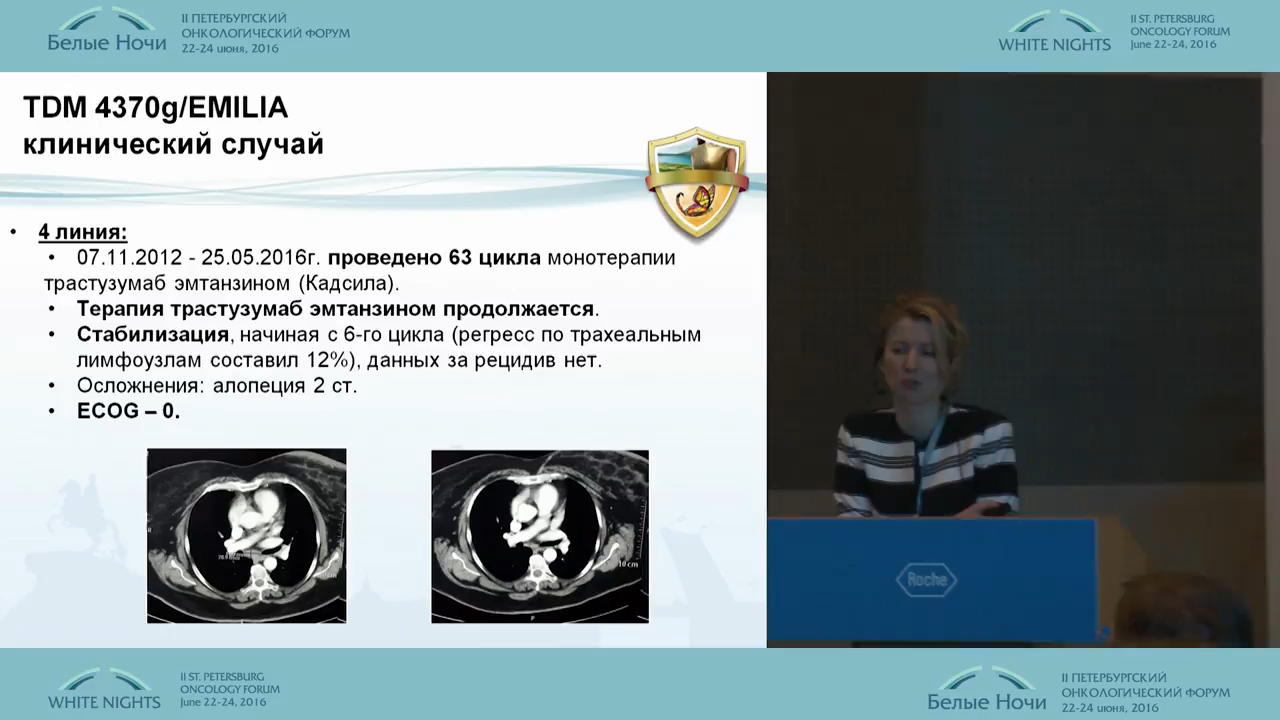 Белые Ночи
II ПЕТЕРБУРГСКИЙ
ОНКОЛОГИЧЕСКИЙ ФОРУМ
22-24 июня, 2016
WHITE NIGHTS
II ST. PETERSBURG
ONCOLOGY FORUM
June 22-24, 2016
TDM 4370g/EMILIA
клинический случай
• 4 линия:
• 07.11.2012 - 25.05.2016г. проведено 63 цикла монотерапии
трастузумаб эмтанзином (Кадсила).
• Терапия трастузумаб эмтанзином продолжается.
• Стабилизация, начиная с 6-го цикла (регресс по трахеальным
лимфоузлам составил 12%), данных за рецидив нет.
• Осложнения: алопеция 2 ст.
• ECOG – 0.
10 cm
Roche
WHITE NIGHTS
II ST. PETERSBURG
ONCOLOGY FORUM
June 22-24, 2016
Белые Ночи
II ПЕТЕРБУРГСКИЙ
ОНКОЛОГИЧЕСКИЙ ФОРУМ
22-24 июня, 2016